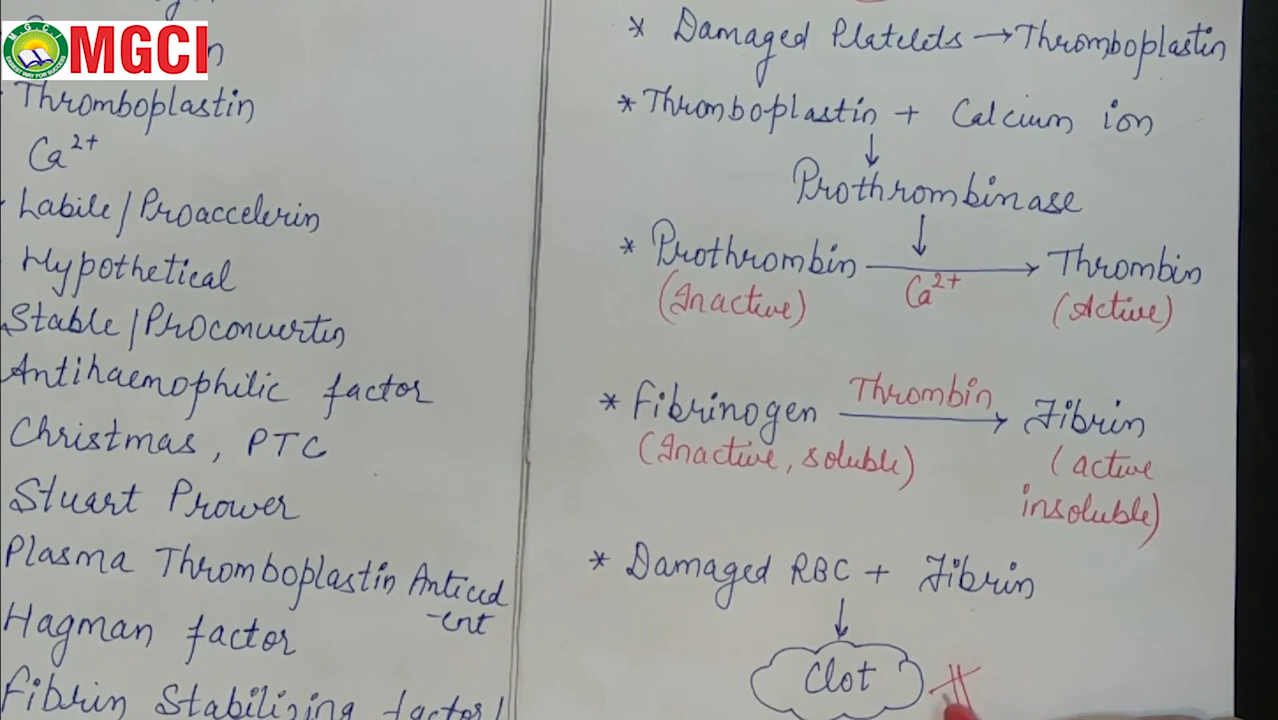 M.G.C.I
MGCI
Thromboplastin
Ca2+
Labile/Proaccelerin
Hypothetical
Stable/Proconvertin
Antihaemophilic factor
Christmas, PTC
Stuart Prower
Plasma Thromboplastin Anticed
-ent
Hagman factor
Fibrin Stabilizing factor
* Damaged Platelets → Thromboplastin
* Thromboplastin + Calcium ion
↓
Prothrombinase
↓
* Prothrombin → Thrombin
Ca2+
(Inactive) (Active)
Thrombin
* Fibrinogen → Fibrin
(Inactive, soluble) (active
insoluble)
* Damaged RBC + Fibrin
↓
Clot